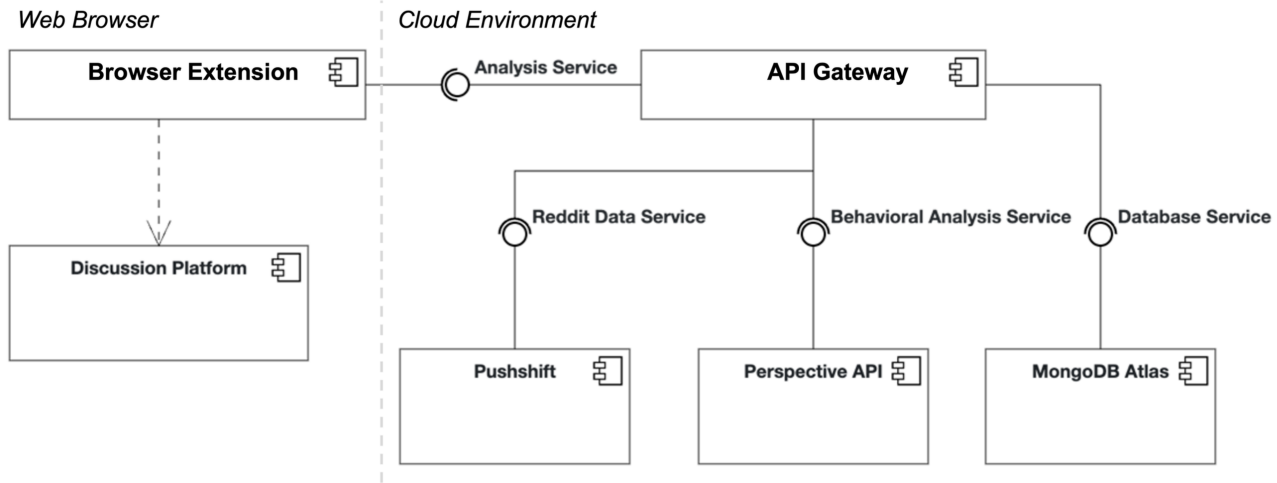 Web Browser
Cloud Environment
Browser Extension
Analysis Service
API Gateway
Reddit Data Service
Behavioral Analysis Service
Database Service
Discussion Platform
Pushshift
Perspective API
MongoDB Atlas